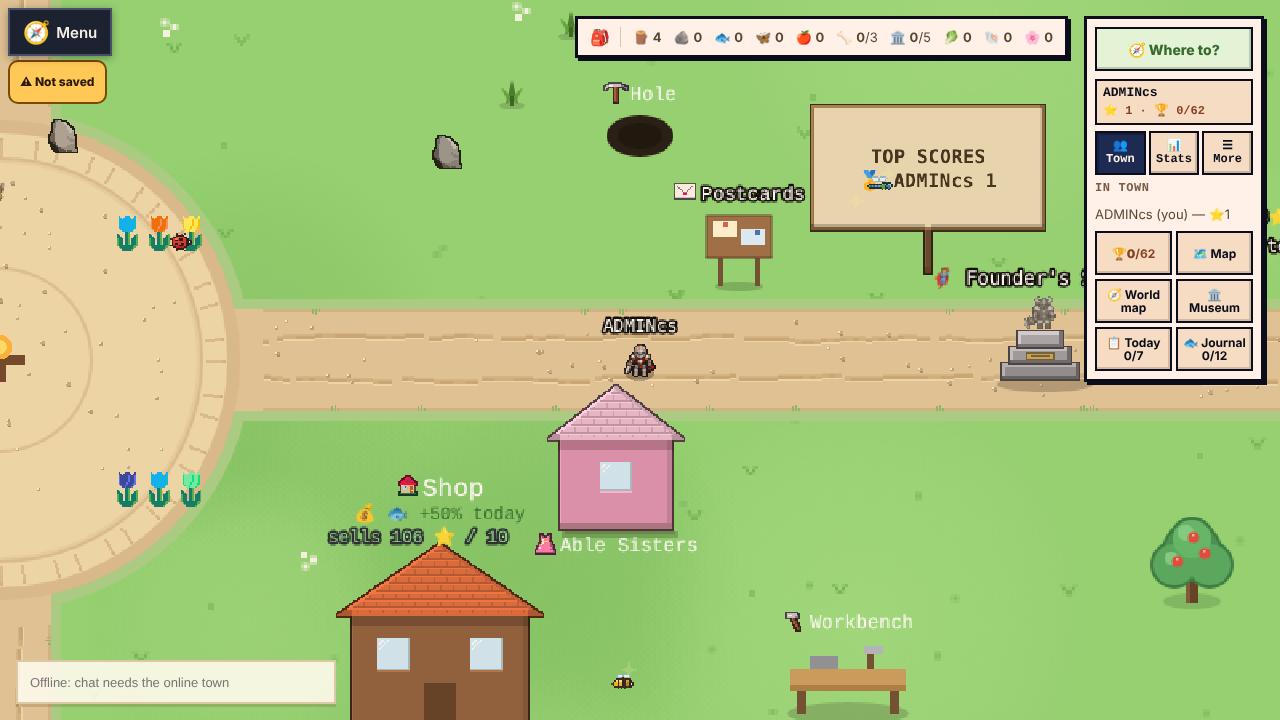 Menu
Not saved
4 0 0 0 0 0/3 0/5 0 0 0
Where to?
ADMINcs
1 · 0/62
Town
Stats
More
IN TOWN
ADMINcs (you) — 1
0/62
Map
World map
Museum
Today 0/7
Journal 0/12
Hole
TOP SCORES
ADMINcs 1
Postcards
Founder's
ADMINcs
Shop
+50% today
sells 106 / 10
Able Sisters
Workbench
Offline: chat needs the online town